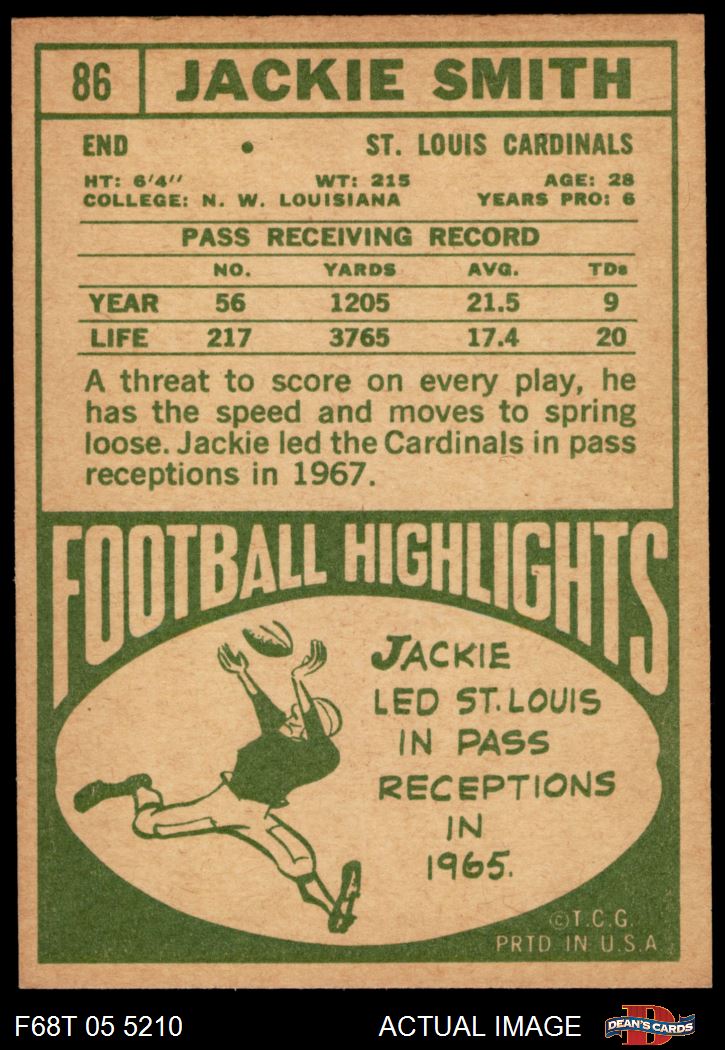 86 JACKIE SMITH
END • ST. LOUIS CARDINALS
HT: 6'4'' WT: 215 AGE: 28
COLLEGE: N. W. LOUISIANA YEARS PRO: 6
PASS RECEIVING RECORD
NO. YARDS AVG. TDs
YEAR 56 1205 21.5 9
LIFE 217 3765 17.4 20
A threat to score on every play, he
has the speed and moves to spring
loose. Jackie led the Cardinals in pass
receptions in 1967.
FOOTBALL HIGHLIGHTS
JACKIE
LED ST. LOUIS
IN PASS
RECEPTIONS
IN
1965.
©T.C.G.
PRTD IN U.S.A
F68T 05 5210 ACTUAL IMAGE D DEAN'S CARDS